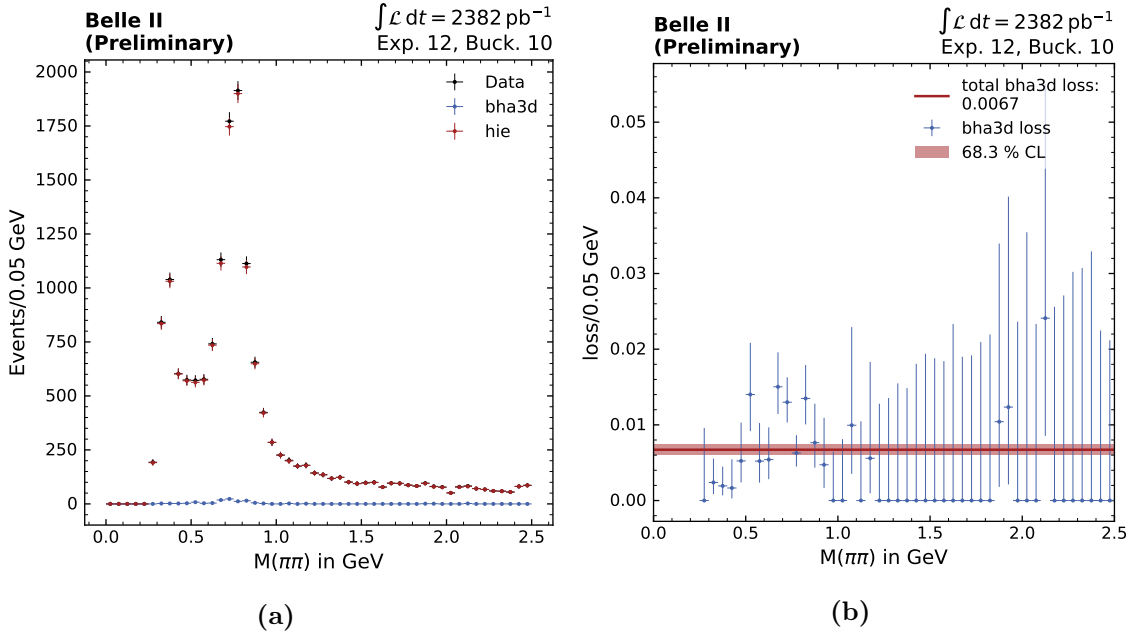 Belle II
(Preliminary)
∫ℒ dt = 2382 pb⁻¹
Exp. 12, Buck. 10
Data
bha3d
hie
Events/0.05 GeV
2000
1750
1500
1250
1000
750
500
250
0
0.0 0.5 1.0 1.5 2.0 2.5
M(ππ) in GeV
(a)
Belle II
(Preliminary)
∫ℒ dt = 2382 pb⁻¹
Exp. 12, Buck. 10
total bha3d loss:
0.0067
bha3d loss
68.3 % CL
loss/0.05 GeV
0.05
0.04
0.03
0.02
0.01
0.00
0.0 0.5 1.0 1.5 2.0 2.5
M(ππ) in GeV
(b)